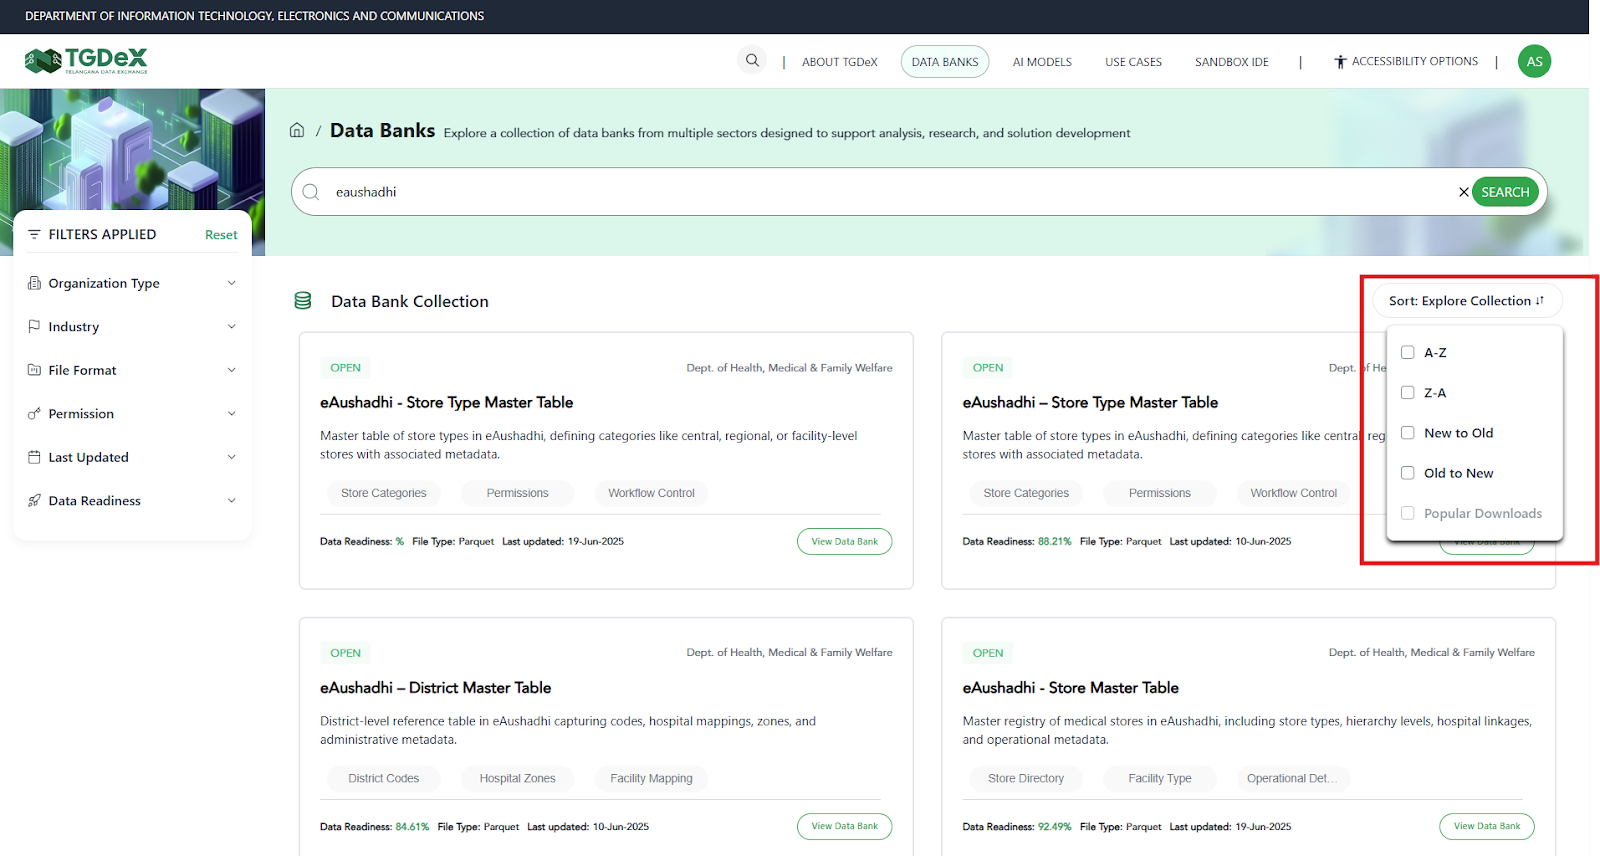 DEPARTMENT OF INFORMATION TECHNOLOGY, ELECTRONICS AND COMMUNICATIONS
TGDeX
TELANGANA DATA EXCHANGE
| ABOUT TGDeX DATA BANKS AI MODELS USE CASES SANDBOX IDE | ACCESSIBILITY OPTIONS | AS
/ Data Banks Explore a collection of data banks from multiple sectors designed to support analysis, research, and solution development
eaushadhi
SEARCH
FILTERS APPLIED Reset
Organization Type
Industry
File Format
Permission
Last Updated
Data Readiness
Data Bank Collection
Sort: Explore Collection
A-Z
Z-A
New to Old
Old to New
Popular Downloads
OPEN Dept. of Health, Medical & Family Welfare
eAushadhi - Store Type Master Table
Master table of store types in eAushadhi, defining categories like central, regional, or facility-level
stores with associated metadata.
Store Categories Permissions Workflow Control
Data Readiness: % File Type: Parquet Last updated: 19-Jun-2025 View Data Bank
OPEN Dept. of He
eAushadhi – Store Type Master Table
Master table of store types in eAushadhi, defining categories like central reg
stores with associated metadata.
Store Categories Permissions Workflow Control
Data Readiness: 88.21% File Type: Parquet Last updated: 10-Jun-2025 View Data Bank
OPEN Dept. of Health, Medical & Family Welfare
eAushadhi – District Master Table
District-level reference table in eAushadhi capturing codes, hospital mappings, zones, and
administrative metadata.
District Codes Hospital Zones Facility Mapping
Data Readiness: 84.61% File Type: Parquet Last updated: 10-Jun-2025 View Data Bank
OPEN Dept. of Health, Medical & Family Welfare
eAushadhi - Store Master Table
Master registry of medical stores in eAushadhi, including store types, hierarchy levels, hospital linkages,
and operational metadata.
Store Directory Facility Type Operational Det...
Data Readiness: 92.49% File Type: Parquet Last updated: 19-Jun-2025 View Data Bank